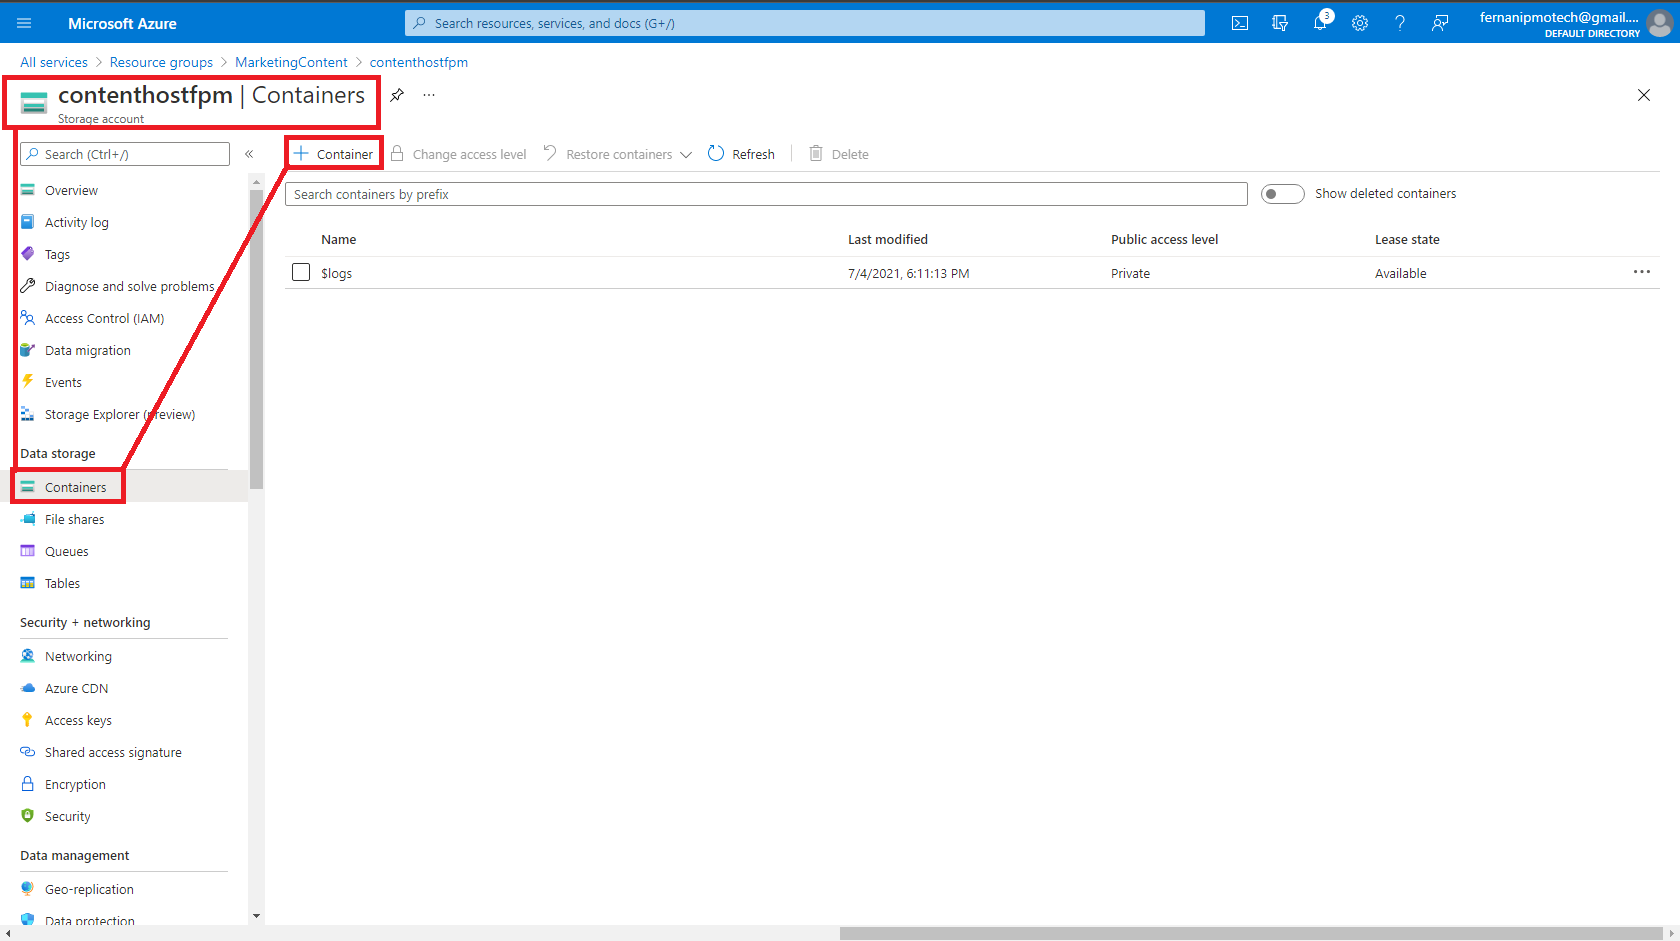 Microsoft Azure
Search resources, services, and docs (G+/)
3
fernanipmotech@gmail....
DEFAULT DIRECTORY
All services > Resource groups > MarketingContent > contenthostfpm
contenthostfpm | Containers
Storage account
Search (Ctrl+/)
Container
Change access level
Restore containers
Refresh
Delete
Search containers by prefix
Show deleted containers
Name Last modified Public access level Lease state
$logs 7/4/2021, 6:11:13 PM Private Available
Overview
Activity log
Tags
Diagnose and solve problems
Access Control (IAM)
Data migration
Events
Storage Explorer (preview)
Data storage
Containers
File shares
Queues
Tables
Security + networking
Networking
Azure CDN
Access keys
Shared access signature
Encryption
Security
Data management
Geo-replication
Data protection